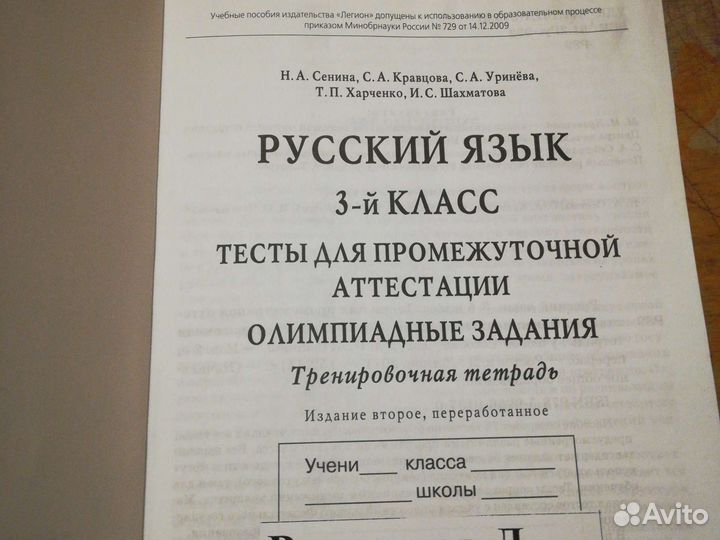 Учебные пособия издательства «Легион» допущены к использованию в образовательном процессе
приказом Минобрнауки России № 729 от 14.12.2009
Н. А. Сенина, С. А. Кравцова, С. А. Уринёва,
Т. П. Харченко, И. С. Шахматова
РУССКИЙ ЯЗЫК
3-й КЛАСС
ТЕСТЫ ДЛЯ ПРОМЕЖУТОЧНОЙ
АТТЕСТАЦИИ
ОЛИМПИАДНЫЕ ЗАДАНИЯ
Тренировочная тетрадь
Издание второе, переработанное
Учени____ класса ________
________ школы ________
Avito